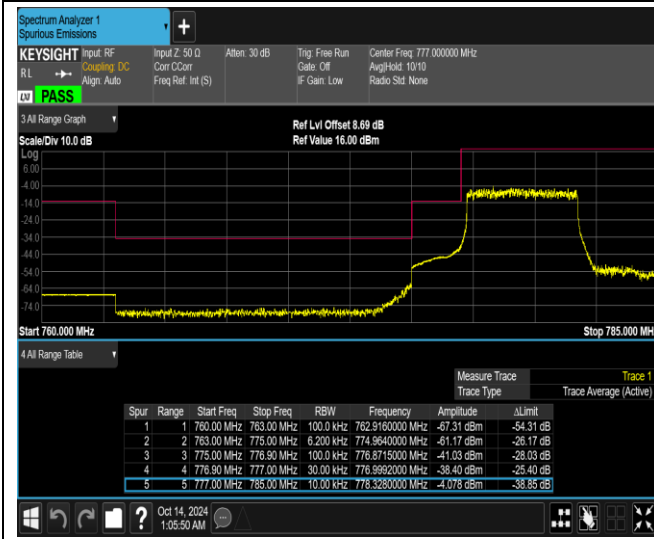 Spectrum Analyzer 1
Spurious Emissions
+
KEYSIGHT Input: RF Input Z: 50 Ω Atten: 30 dB Trig: Free Run Center Freq: 777.000000 MHz
RL Coupling: DC Corr CCorr Gate: Off Avg|Hold: 10/10
Align: Auto Freq Ref: Int (S) IF Gain: Low Radio Std: None
LXI PASS
3 All Range Graph
Ref Lvl Offset 8.69 dB
Scale/Div 10.0 dB Ref Value 16.00 dBm
Log
6.00
-4.00
-14.0
-24.0
-34.0
-44.0
-54.0
-64.0
-74.0
Start 760.000 MHz Stop 785.000 MH
4 All Range Table
Measure Trace Trace 1
Trace Type Trace Average (Active)
Spur Range Start Freq Stop Freq RBW Frequency Amplitude ΔLimit
1 1 760.00 MHz 763.00 MHz 100.0 kHz 762.9160000 MHz -67.31 dBm -54.31 dB
2 2 763.00 MHz 775.00 MHz 6.200 kHz 774.9640000 MHz -61.17 dBm -26.17 dB
3 3 775.00 MHz 776.90 MHz 100.0 kHz 776.8715000 MHz -41.03 dBm -28.03 dB
4 4 776.90 MHz 777.00 MHz 30.00 kHz 776.9992000 MHz -38.40 dBm -25.40 dB
5 5 777.00 MHz 785.00 MHz 10.00 kHz 778.3280000 MHz -4.078 dBm -38.85 dB
? Oct 14, 2024
1:05:50 AM